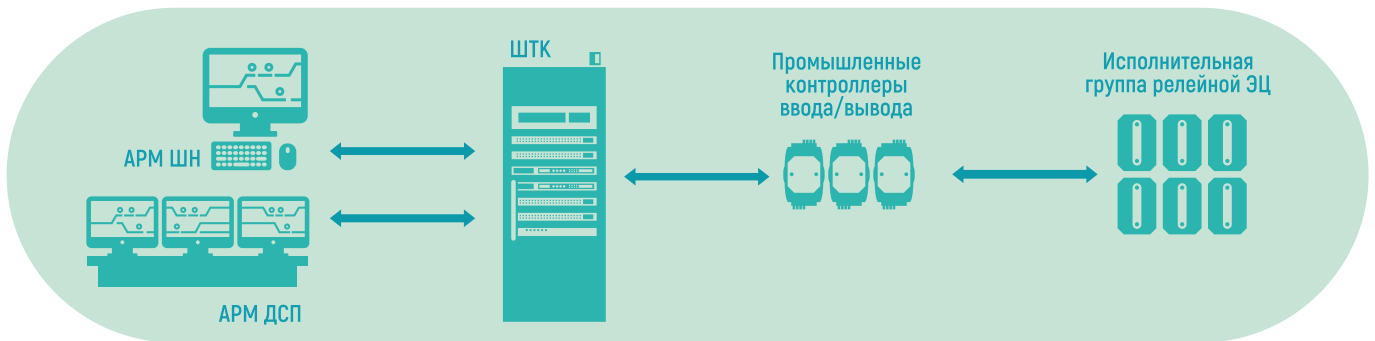 АРМ ШН
АРМ ДСП
ШТК
Промышленные
контроллеры
ввода/вывода
Исполнительная
группа релейной ЭЦ